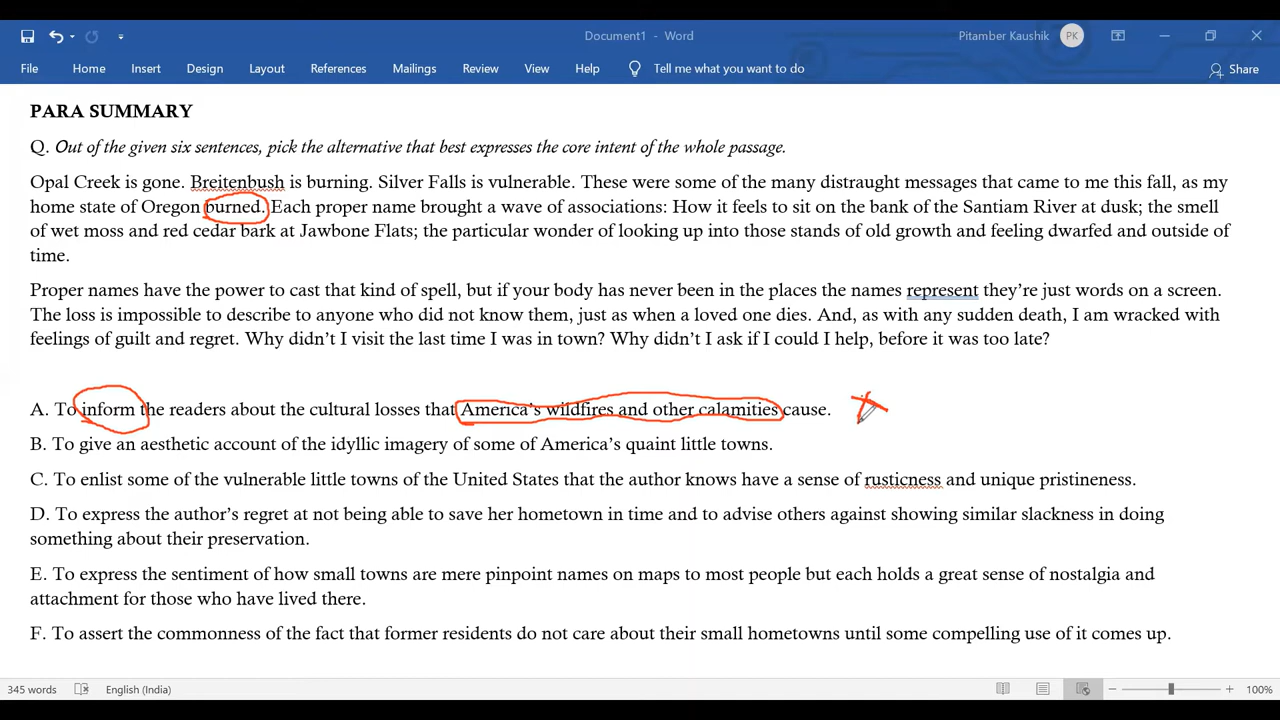 Document1 - Word
Pitamber Kaushik PK
File Home Insert Design Layout References Mailings Review View Help Tell me what you want to do Share
PARA SUMMARY
Q. Out of the given six sentences, pick the alternative that best expresses the core intent of the whole passage.
Opal Creek is gone. Breitenbush is burning. Silver Falls is vulnerable. These were some of the many distraught messages that came to me this fall, as my
home state of Oregon burned. Each proper name brought a wave of associations: How it feels to sit on the bank of the Santiam River at dusk; the smell
of wet moss and red cedar bark at Jawbone Flats; the particular wonder of looking up into those stands of old growth and feeling dwarfed and outside of
time.
Proper names have the power to cast that kind of spell, but if your body has never been in the places the names represent they’re just words on a screen.
The loss is impossible to describe to anyone who did not know them, just as when a loved one dies. And, as with any sudden death, I am wracked with
feelings of guilt and regret. Why didn’t I visit the last time I was in town? Why didn’t I ask if I could I help, before it was too late?
A. To inform the readers about the cultural losses that America’s wildfires and other calamities cause.
B. To give an aesthetic account of the idyllic imagery of some of America’s quaint little towns.
C. To enlist some of the vulnerable little towns of the United States that the author knows have a sense of rusticness and unique pristineness.
D. To express the author’s regret at not being able to save her hometown in time and to advise others against showing similar slackness in doing
something about their preservation.
E. To express the sentiment of how small towns are mere pinpoint names on maps to most people but each holds a great sense of nostalgia and
attachment for those who have lived there.
F. To assert the commonness of the fact that former residents do not care about their small hometowns until some compelling use of it comes up.
345 words English (India) 100%